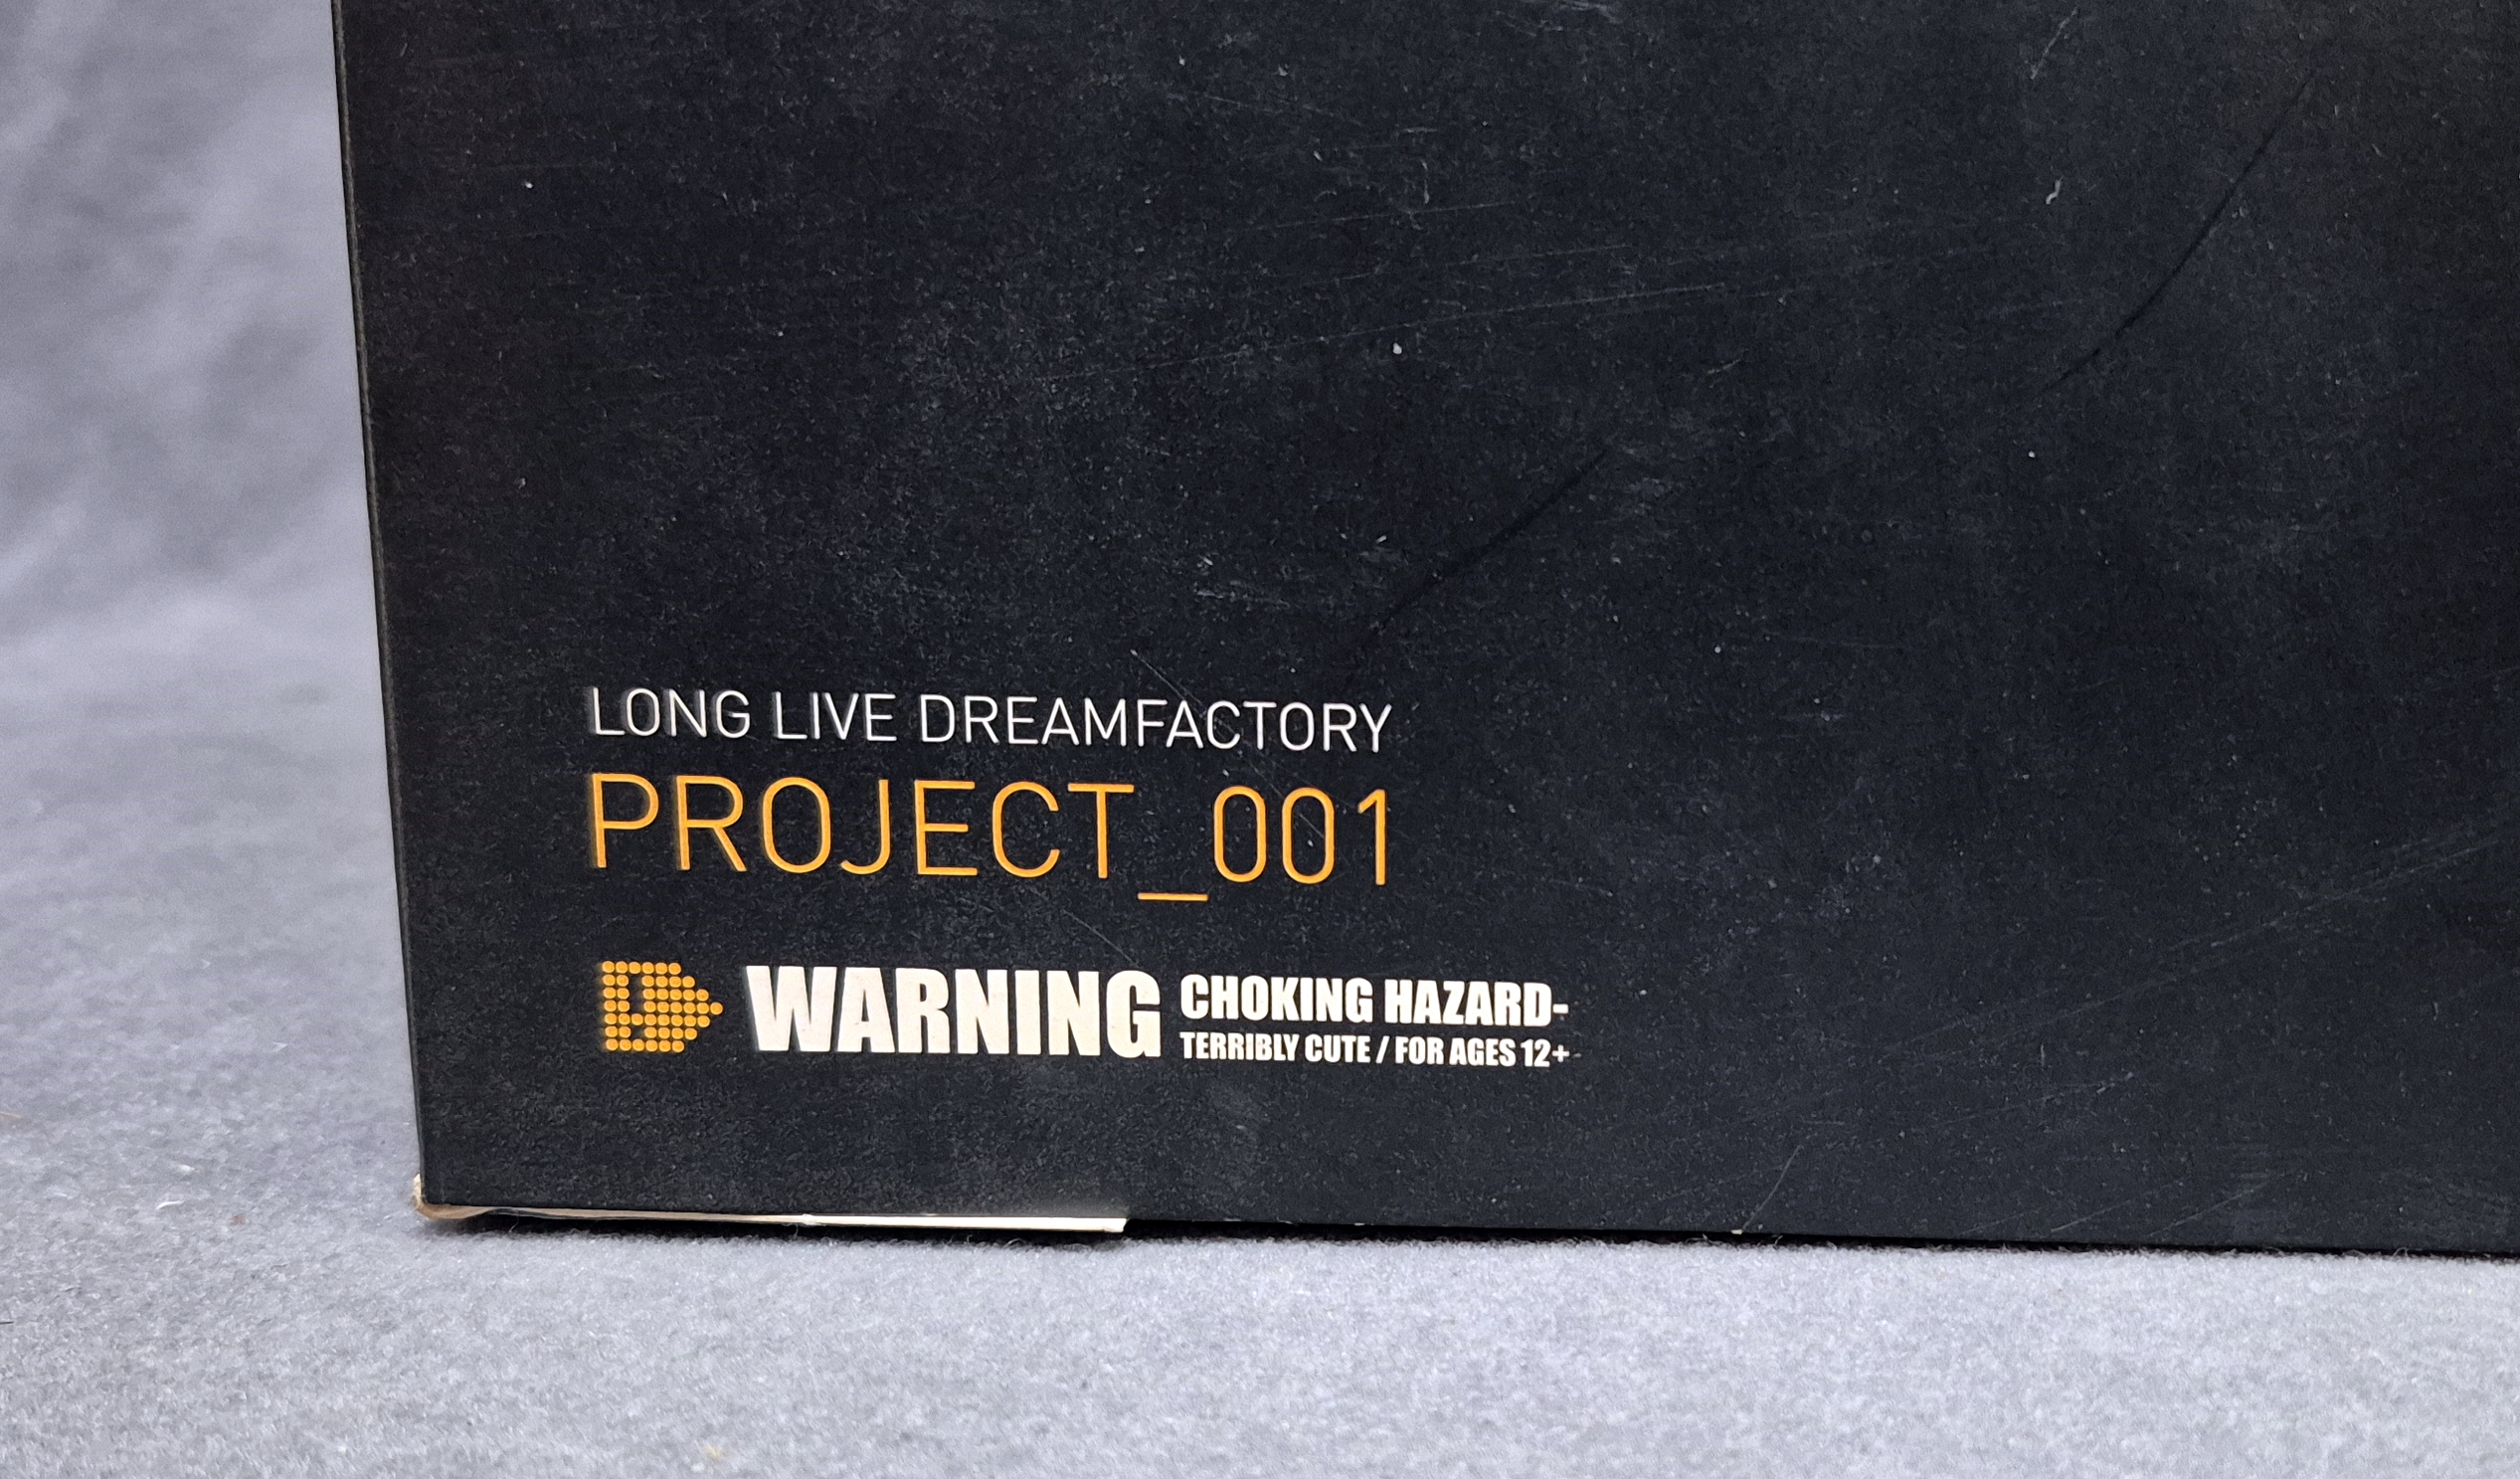 LONG LIVE DREAMFACTORY
PROJECT_001
WARNING CHOKING HAZARD-
TERRIBLY CUTE / FOR AGES 12+